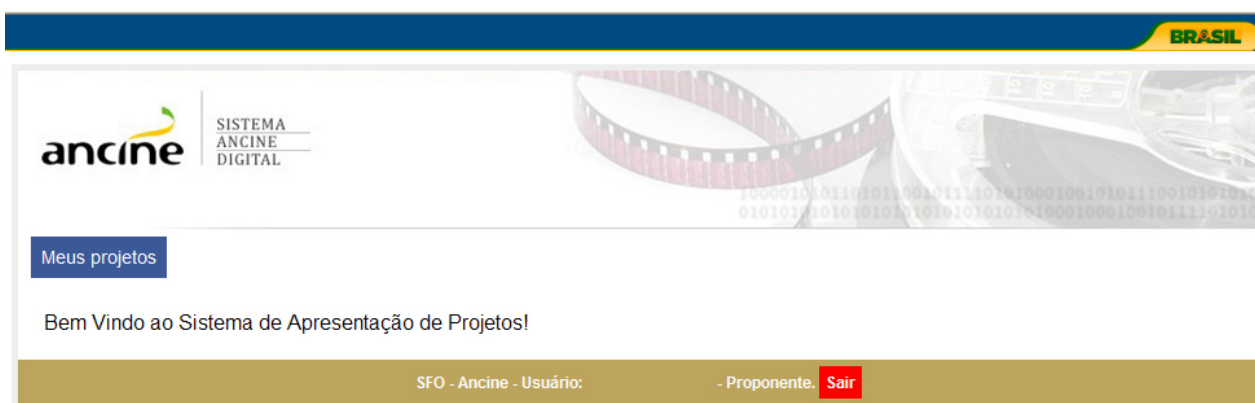 BRASIL
ancine
SISTEMA
ANCINE
DIGITAL
Meus projetos
Bem Vindo ao Sistema de Apresentação de Projetos!
SFO - Ancine - Usuário: - Proponente. Sair